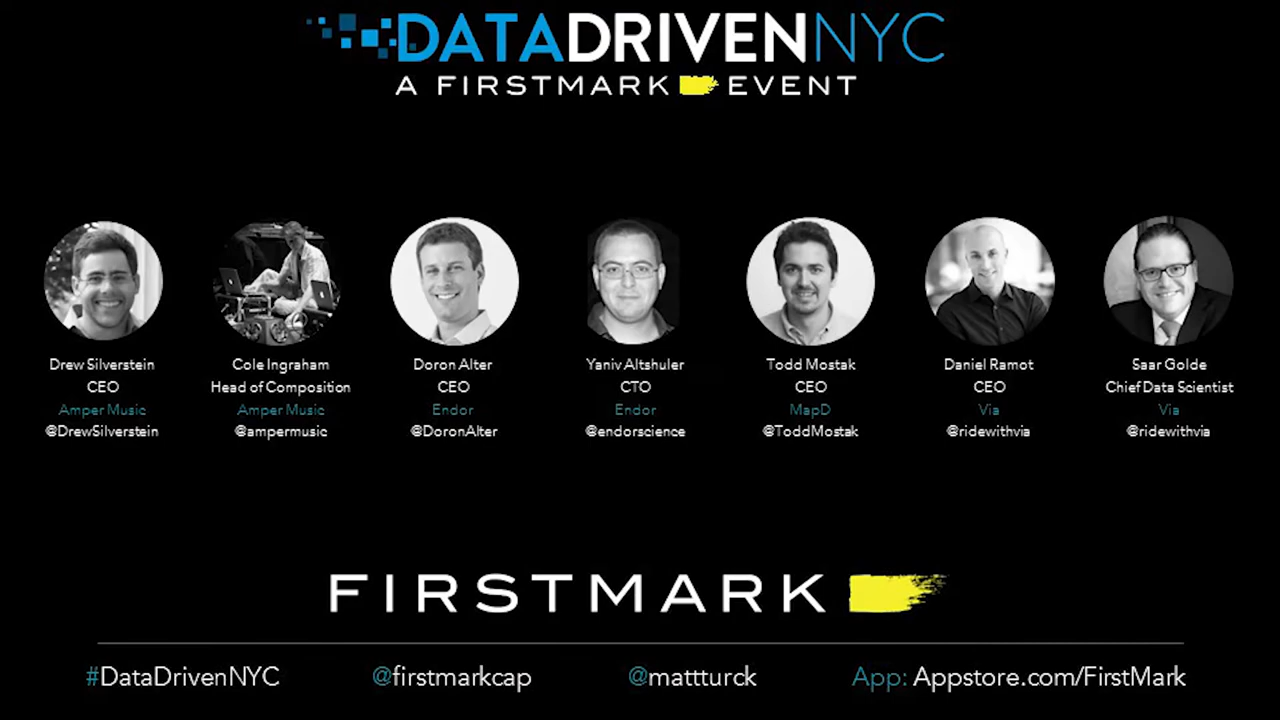 DATADRIVENNYC
A FIRSTMARK EVENT
Drew Silverstein
CEO
Amper Music
@DrewSilverstein
Cole Ingraham
Head of Composition
Amper Music
@ampermusic
Doron Alter
CEO
Endor
@DoronAlter
Yaniv Altshuler
CTO
Endor
@endorscience
Todd Mostak
CEO
MapD
@ToddMostak
Daniel Ramot
CEO
Via
@ridewithvia
Saar Golde
Chief Data Scientist
Via
@ridewithvia
FIRSTMARK
#DataDrivenNYC @firstmarkcap @mattturck App: Appstore.com/FirstMark